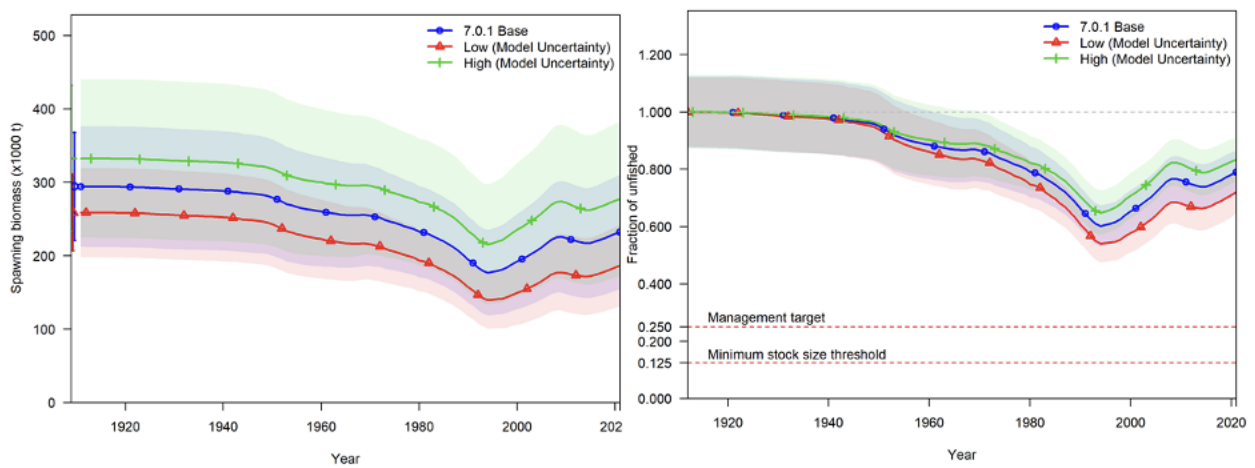 500
400
300
200
100
0
Spawning biomass (x1000 t)
7.0.1 Base
Low (Model Uncertainty)
High (Model Uncertainty)
1920 1940 1960 1980 2000 202
Year
1.200
1.000
0.800
0.600
0.400
0.250
0.200
0.125
0.000
Fraction of unfished
7.0.1 Base
Low (Model Uncertainty)
High (Model Uncertainty)
Management target
Minimum stock size threshold
1920 1940 1960 1980 2000 2020
Year